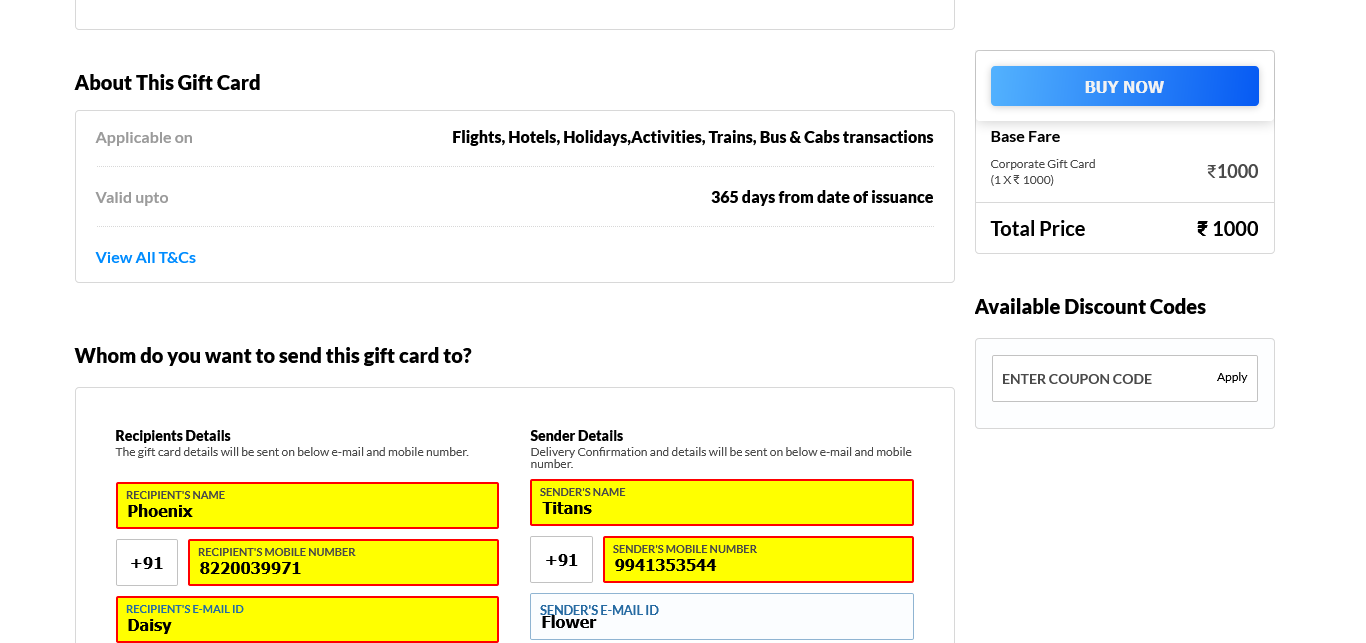 About This Gift Card
Applicable on
Flights, Hotels, Holidays,Activities, Trains, Bus & Cabs transactions
Valid upto
365 days from date of issuance
View All T&Cs
Whom do you want to send this gift card to?
Recipients Details
The gift card details will be sent on below e-mail and mobile number.
RECIPIENT'S NAME
Phoenix
+91
RECIPIENT'S MOBILE NUMBER
8220039971
RECIPIENT'S E-MAIL ID
Daisy
Sender Details
Delivery Confirmation and details will be sent on below e-mail and mobile
number.
SENDER'S NAME
Titans
+91
SENDER'S MOBILE NUMBER
9941353544
SENDER'S E-MAIL ID
Flower
BUY NOW
Base Fare
Corporate Gift Card
(1 X ₹ 1000)
₹1000
Total Price
₹ 1000
Available Discount Codes
ENTER COUPON CODE
Apply